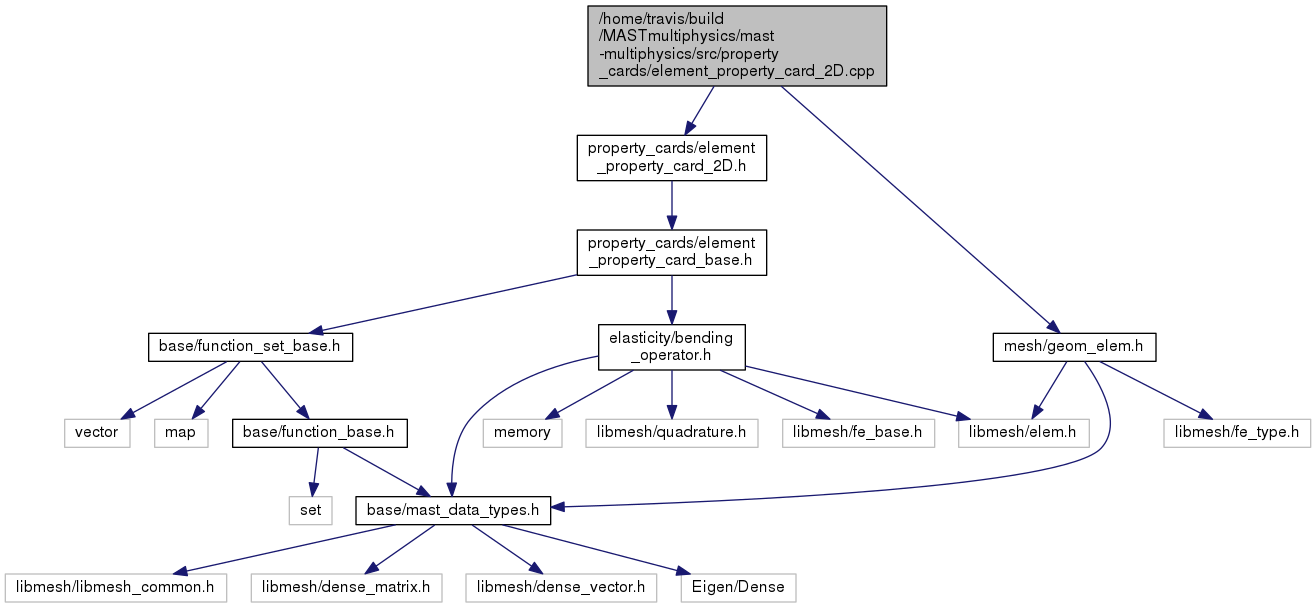 /home/travis/build
/MASTmultiphysics/mast
-multiphysics/src/property
_cards/element_property_card_2D.cpp
property_cards/element
_property_card_2D.h
property_cards/element
_property_card_base.h
base/function_set_base.h
elasticity/bending
_operator.h
mesh/geom_elem.h
vector
map
base/function_base.h
memory
libmesh/quadrature.h
libmesh/fe_base.h
libmesh/elem.h
libmesh/fe_type.h
set
base/mast_data_types.h
libmesh/libmesh_common.h
libmesh/dense_matrix.h
libmesh/dense_vector.h
Eigen/Dense